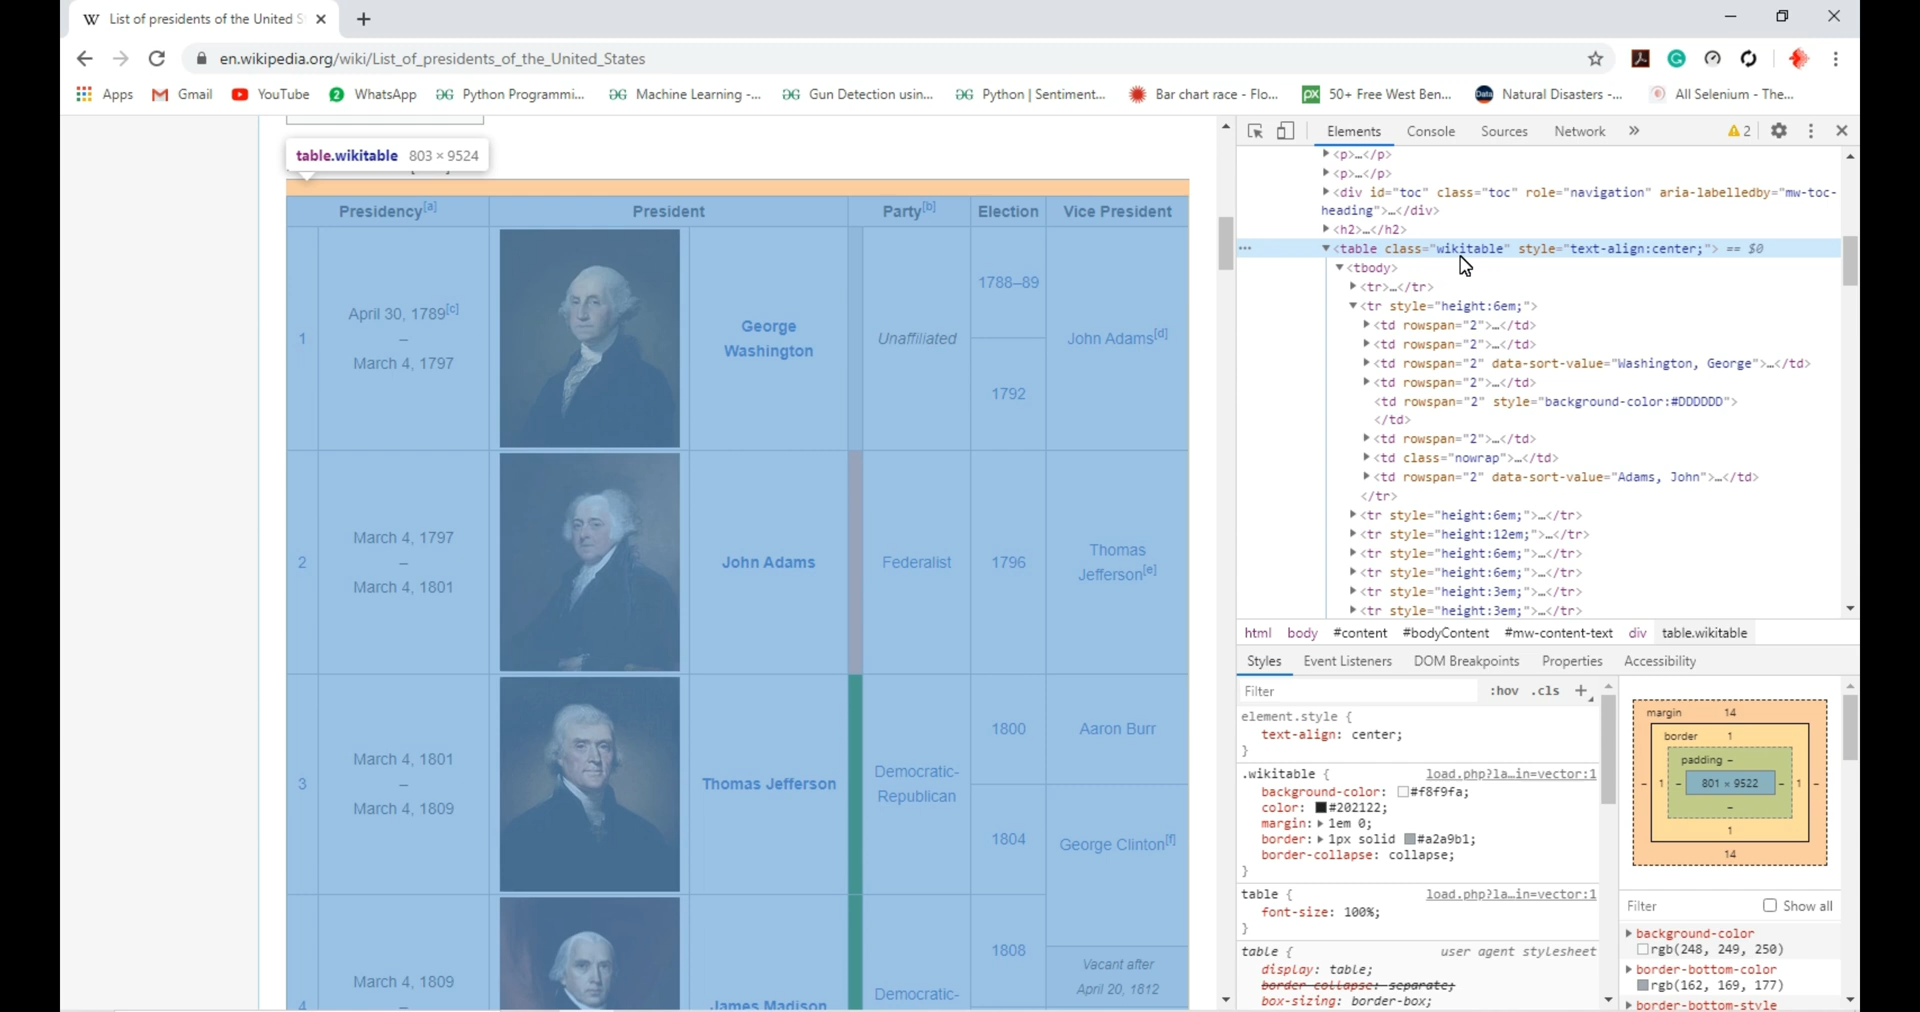 List of presidents of the United S
en.wikipedia.org/wiki/List_of_presidents_of_the_United_States
Apps Gmail YouTube WhatsApp Python Programmi... Machine Learning -... Gun Detection usin... Python | Sentiment... Bar chart race - Flo... 50+ Free West Ben... Natural Disasters -... All Selenium - The...
table.wikitable 803 × 9524
Presidency[a] President Party[b] Election Vice President
1
April 30, 1789[c]
–
March 4, 1797
George
Washington
Unaffiliated
1788–89
1792
John Adams[d]
2
March 4, 1797
–
March 4, 1801
John Adams
Federalist
1796
Thomas
Jefferson[e]
3
March 4, 1801
–
March 4, 1809
Thomas Jefferson
Democratic-
Republican
1800
1804
Aaron Burr
George Clinton[f]
4
March 4, 1809
–
James Madison
Democratic-
1808
Vacant after
April 20, 1812
Elements Console Sources Network » 2
<p>…</p>
<p>…</p>
<div id="toc" class="toc" role="navigation" aria-labelledby="mw-toc-
heading">…</div>
<h2>…</h2>
<table class="wikitable" style="text-align:center;"> == $0
<tbody>
<tr>…</tr>
<tr style="height:6em;">
<td rowspan="2">…</td>
<td rowspan="2">…</td>
<td rowspan="2" data-sort-value="Washington, George">…</td>
<td rowspan="2">…</td>
<td rowspan="2" style="background-color:#DDDDDD">
</td>
<td rowspan="2">…</td>
<td class="nowrap">…</td>
<td rowspan="2" data-sort-value="Adams, John">…</td>
</tr>
<tr style="height:6em;">…</tr>
<tr style="height:12em;">…</tr>
<tr style="height:6em;">…</tr>
<tr style="height:6em;">…</tr>
<tr style="height:3em;">…</tr>
<tr style="height:3em;">…</tr>
html body #content #bodyContent #mw-content-text div table.wikitable
Styles Event Listeners DOM Breakpoints Properties Accessibility
Filter :hov .cls +
element.style {
text-align: center;
}
.wikitable { load.php?la…in=vector:1
background-color: #f8f9fa;
color: #202122;
margin: 1em 0;
border: 1px solid #a2a9b1;
border-collapse: collapse;
}
table { load.php?la…in=vector:1
font-size: 100%;
}
table { user agent stylesheet
display: table;
border-collapse: separate;
box-sizing: border-box;
margin 14
border 1
padding –
– 1 – 801 × 9522 – 1 –
–
1
14
Filter Show all
background-color
rgb(248, 249, 250)
border-bottom-color
rgb(162, 169, 177)
border-bottom-style